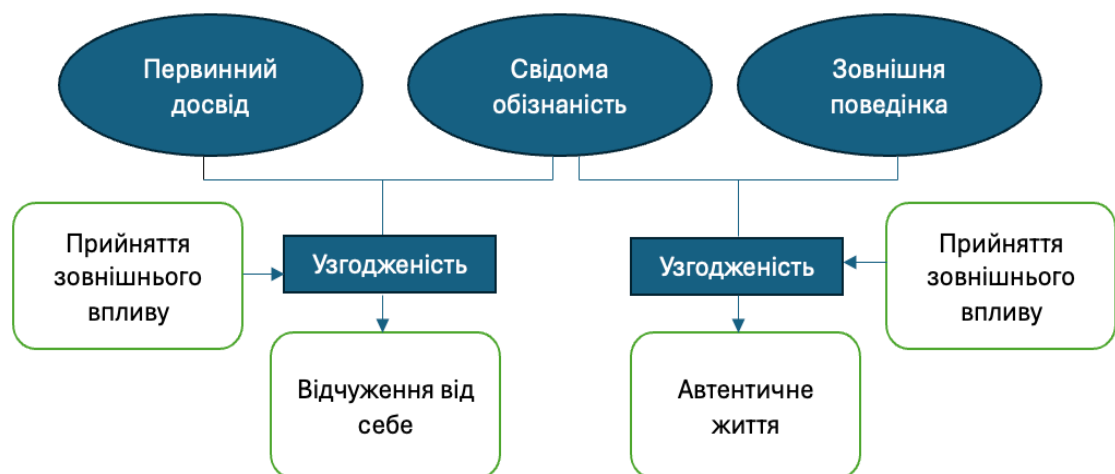 Первинний
досвід
Свідома
обізнаність
Зовнішня
поведінка
Прийняття
зовнішнього
впливу
Узгодженість
Узгодженість
Прийняття
зовнішнього
впливу
Відчуження від
себе
Автентичне
життя